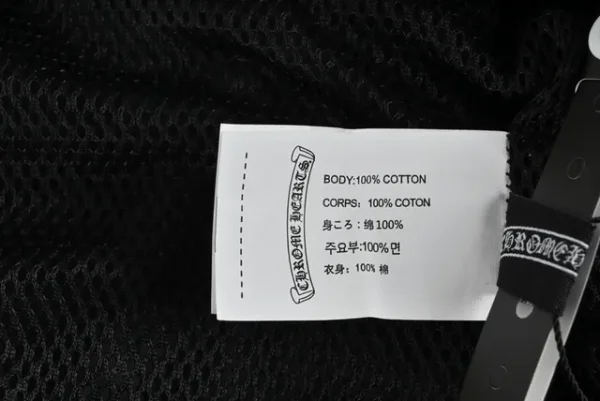 CHROME HEARTS
BODY:100% COTTON
CORPS: 100% COTON
身ころ：綿100%
주요부:100%면
衣身：100% 棉
CHROME H